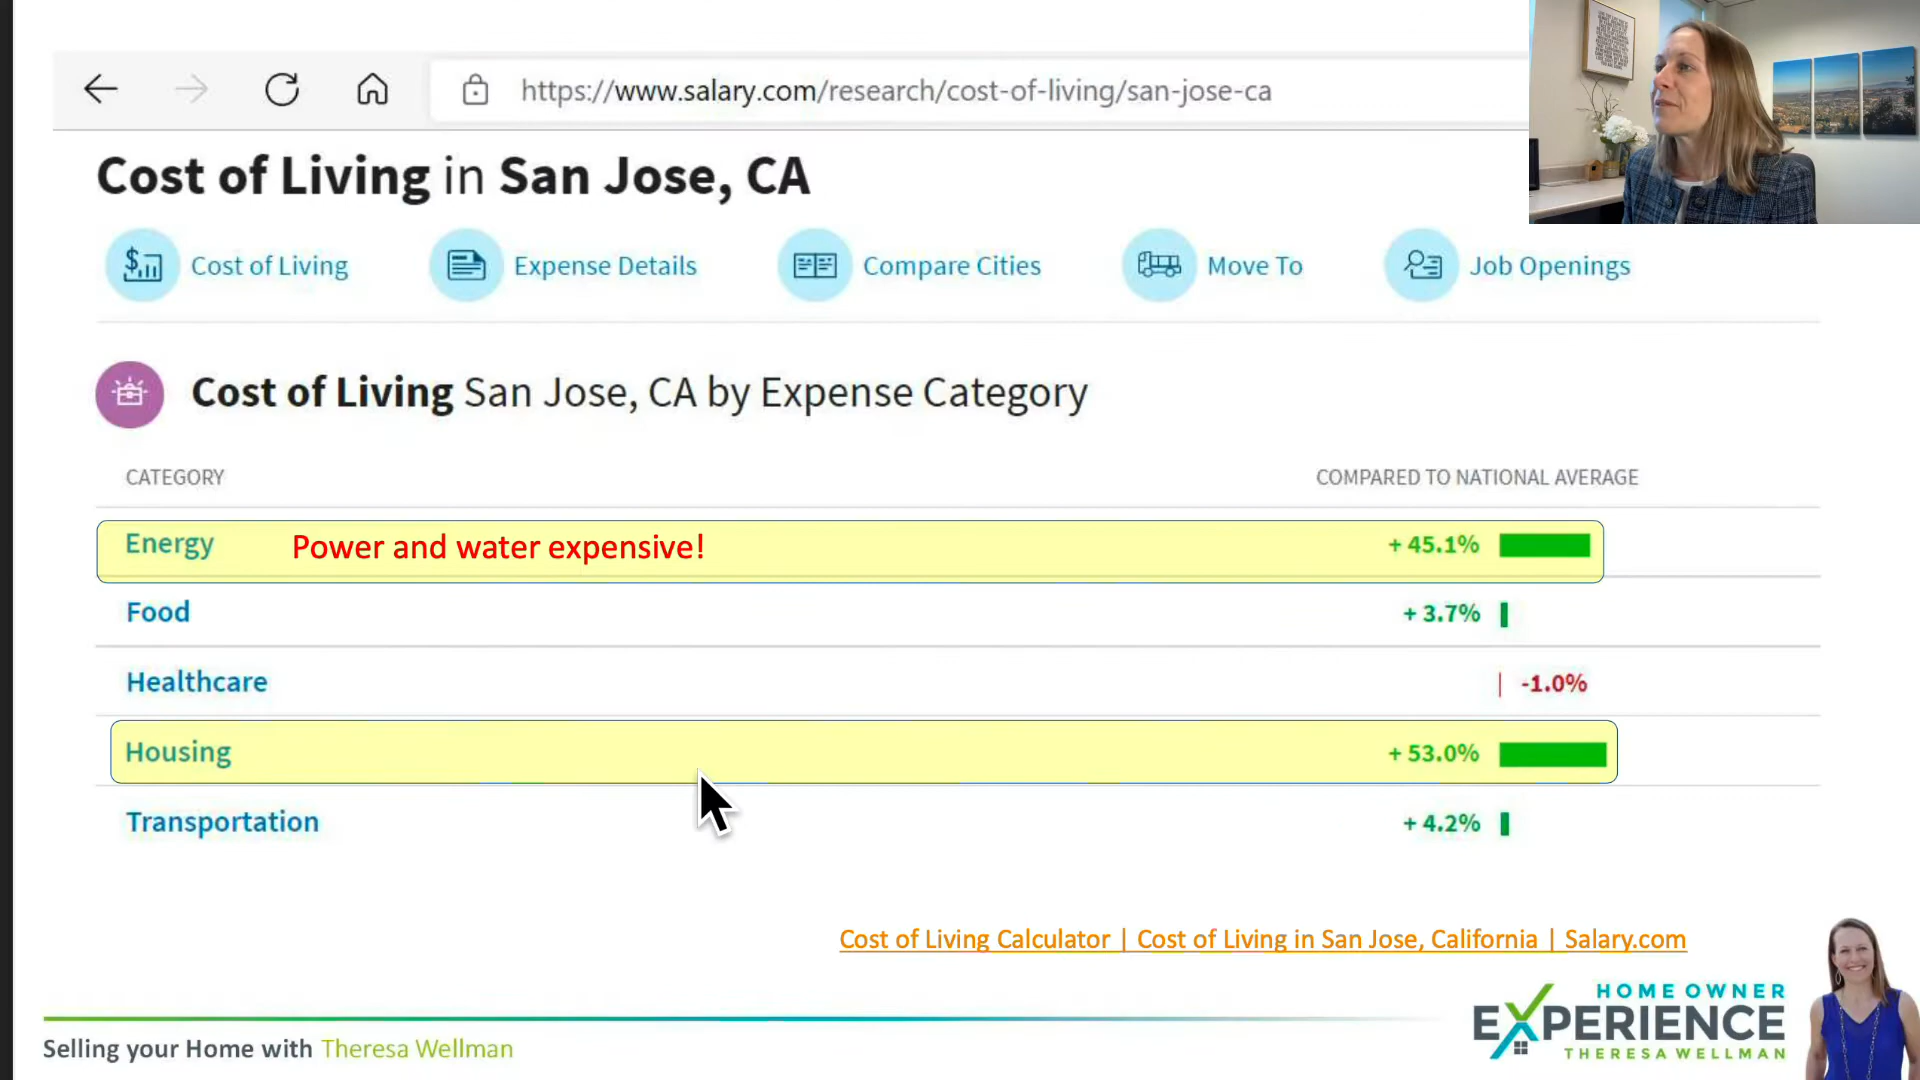 https://www.salary.com/research/cost-of-living/san-jose-ca
Cost of Living in San Jose, CA
Cost of Living
Expense Details
Compare Cities
Move To
Job Openings
Cost of Living San Jose, CA by Expense Category
CATEGORY
COMPARED TO NATIONAL AVERAGE
Energy
Power and water expensive!
+ 45.1%
Food
+ 3.7%
Healthcare
-1.0%
Housing
+ 53.0%
Transportation
+ 4.2%
Cost of Living Calculator | Cost of Living in San Jose, California | Salary.com
HOME OWNER
EXPERIENCE
THERESA WELLMAN
Selling your Home with Theresa Wellman